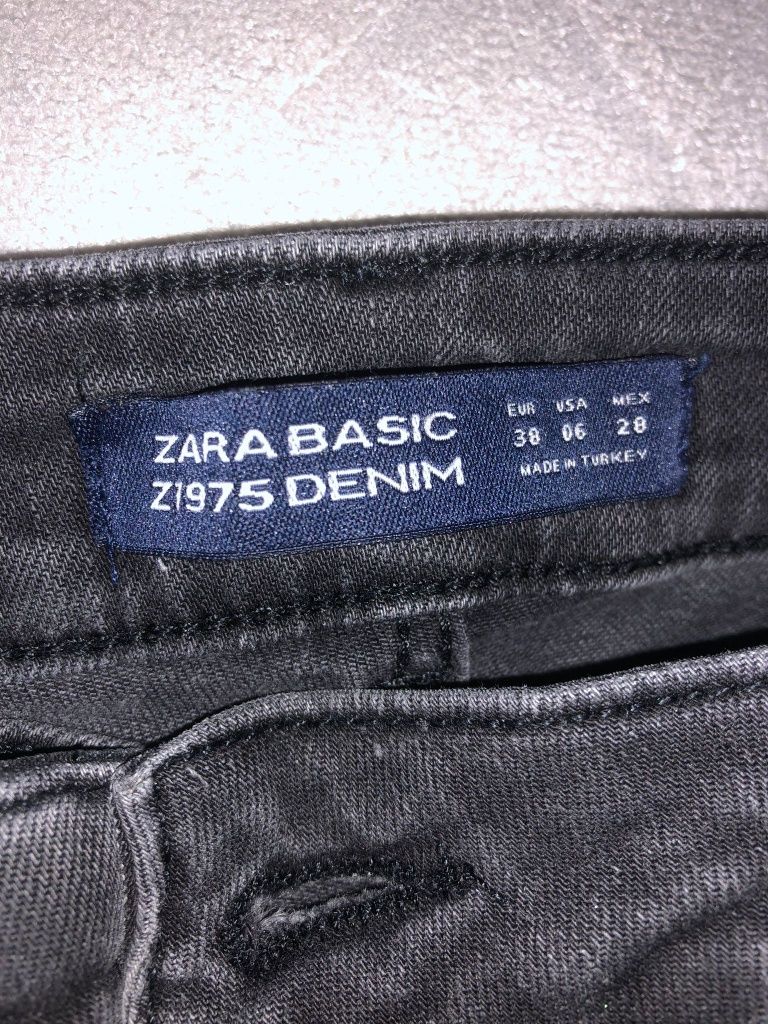 ZARA BASIC
Z1975 DENIM
EUR USA MEX
38 06 28
MADE IN TURKEY